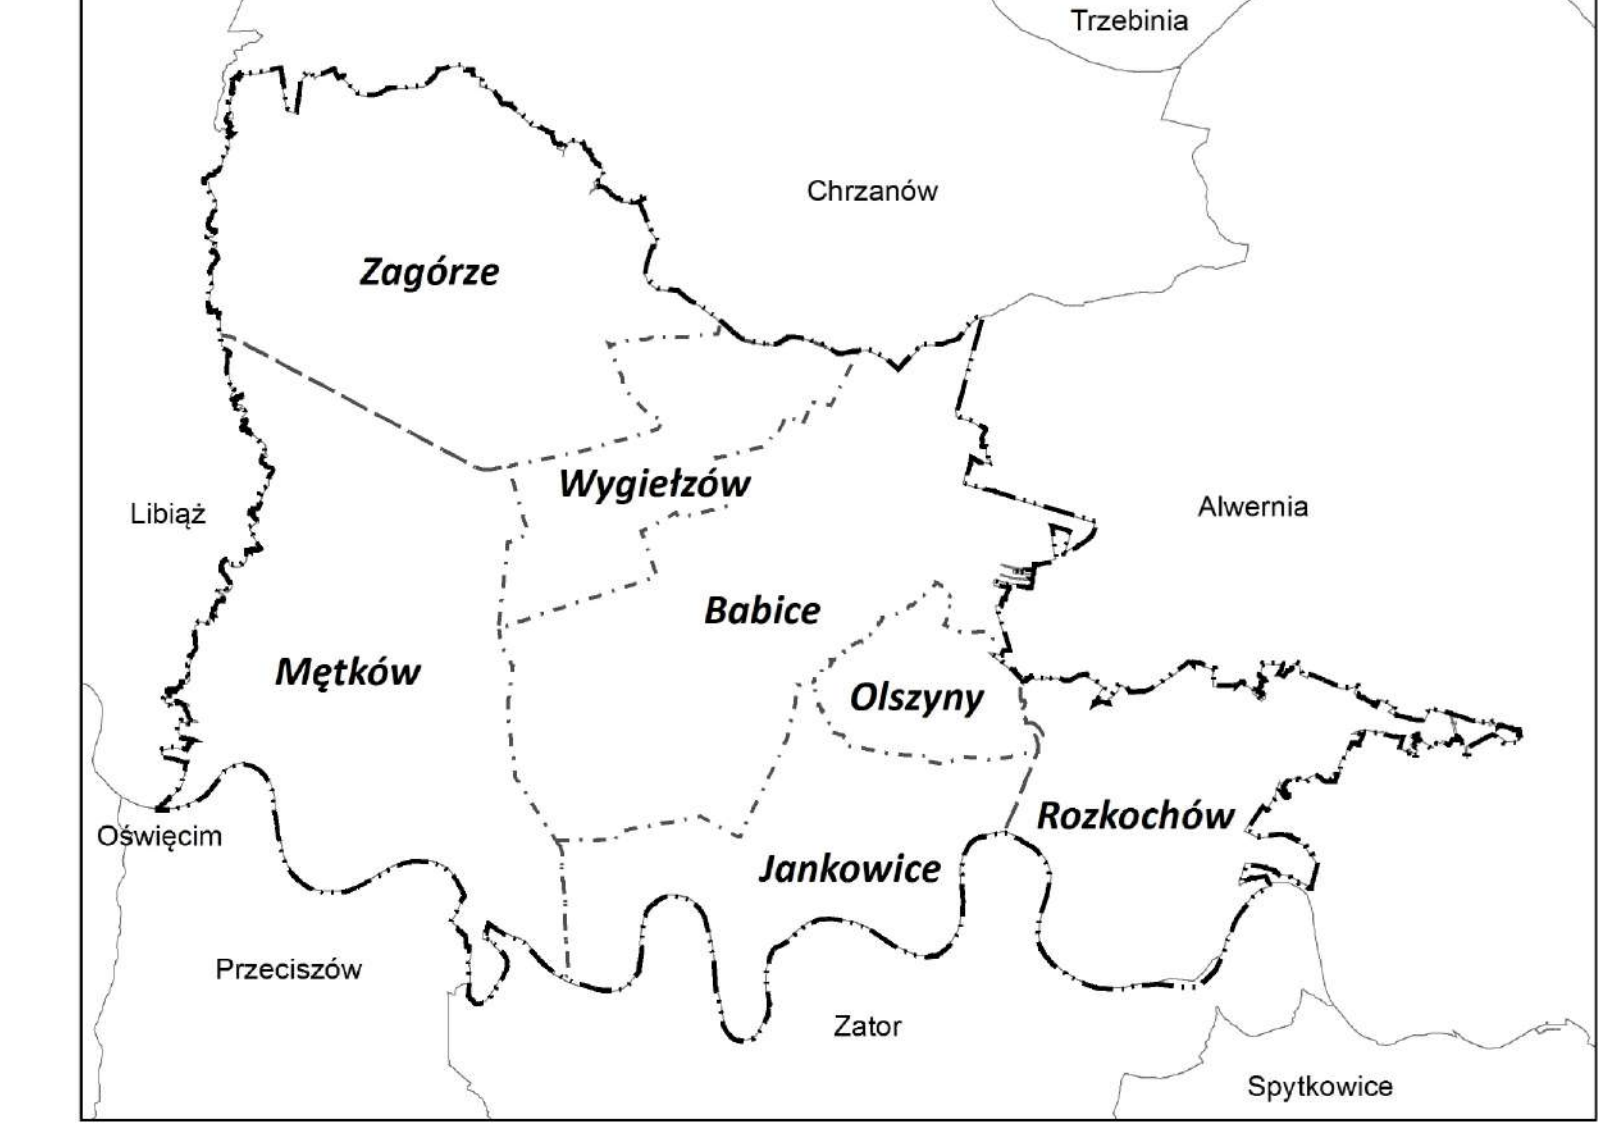 Trzebinia
Chrzanów
Zagórze
Wygiełzów
Libiąż
Alwernia
Babice
Mętków
Olszyny
Rozkochów
Oświęcim
Jankowice
Przeciszów
Zator
Spytkowice